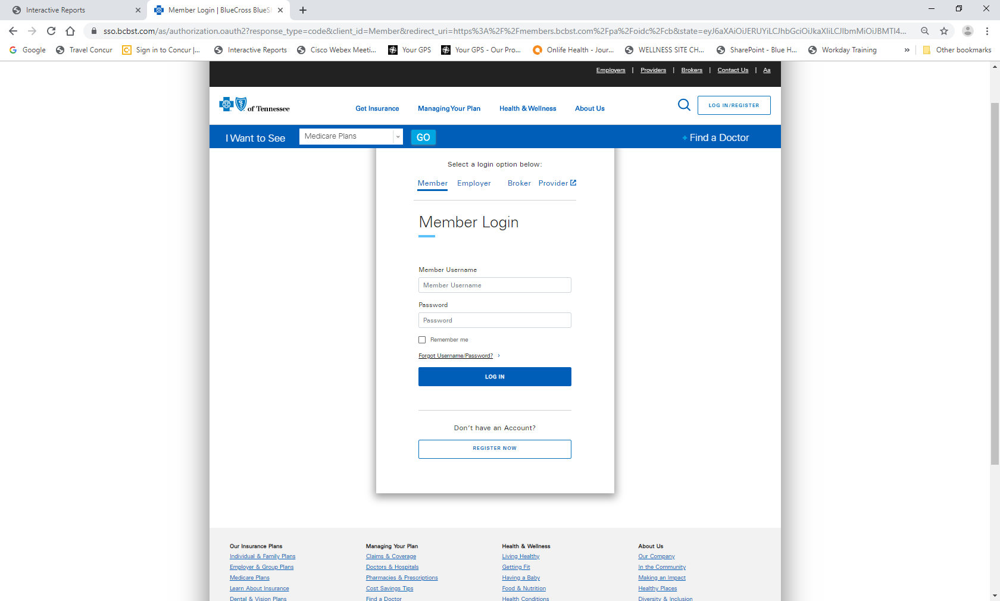 Interactive Reports
Member Login | BlueCross BlueS
sso.bcbst.com/as/authorization.oauth2?response_type=code&client_id=Member&redirect_uri=https%3A%2F%2Fmembers.bcbst.com%2Fpa%2Foidc%2Fcb&state=eyJ6aXAiOiJERUYiLCJhbGciOiJkaXIiLCJlbmMiOiJBMTI4...
Google Travel Concur Sign in to Concur |... Interactive Reports Cisco Webex Meeti... Your GPS Your GPS - Our Pro... Onlife Health - Jour... WELLNESS SITE CH... SharePoint - Blue H... Workday Training » Other bookmarks
Employers | Providers | Brokers | Contact Us | Aa
of Tennessee Get Insurance Managing Your Plan Health & Wellness About Us LOG IN/REGISTER
I Want to See Medicare Plans GO + Find a Doctor
Select a login option below:
Member Employer Broker Provider
Member Login
Member Username
Member Username
Password
Password
Remember me
Forgot Username/Password? ›
LOG IN
Don't have an Account?
REGISTER NOW
Our Insurance Plans Managing Your Plan Health & Wellness About Us
Individual & Family Plans Claims & Coverage Living Healthy Our Company
Employer & Group Plans Doctors & Hospitals Getting Fit In the Community
Medicare Plans Pharmacies & Prescriptions Having a Baby Making an Impact
Learn About Insurance Cost Savings Tips Food & Nutrition Healthy Places
Dental & Vision Plans Find a Doctor Health Conditions Diversity & Inclusion